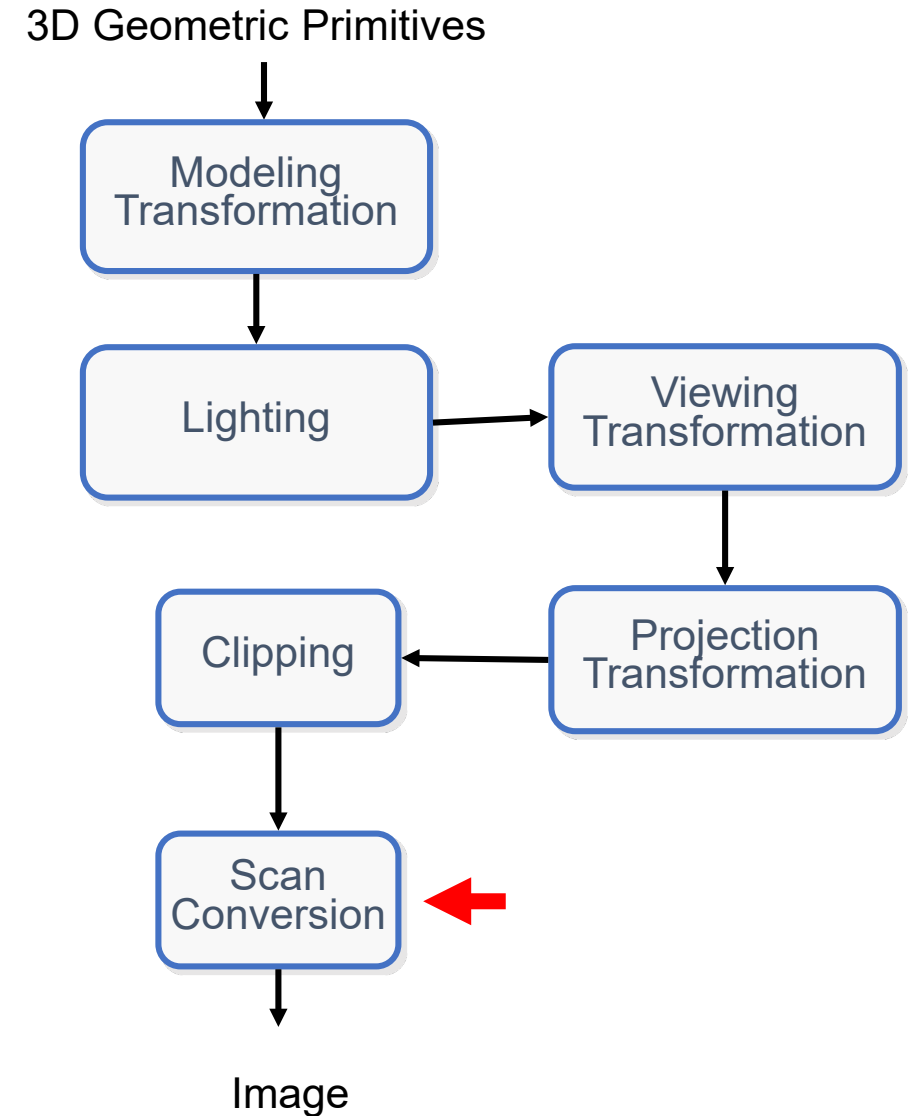 3D Geometric Primitives
Modeling
Transformation
Lighting
Viewing
Transformation
Projection
Transformation
Clipping
Scan
Conversion
Image